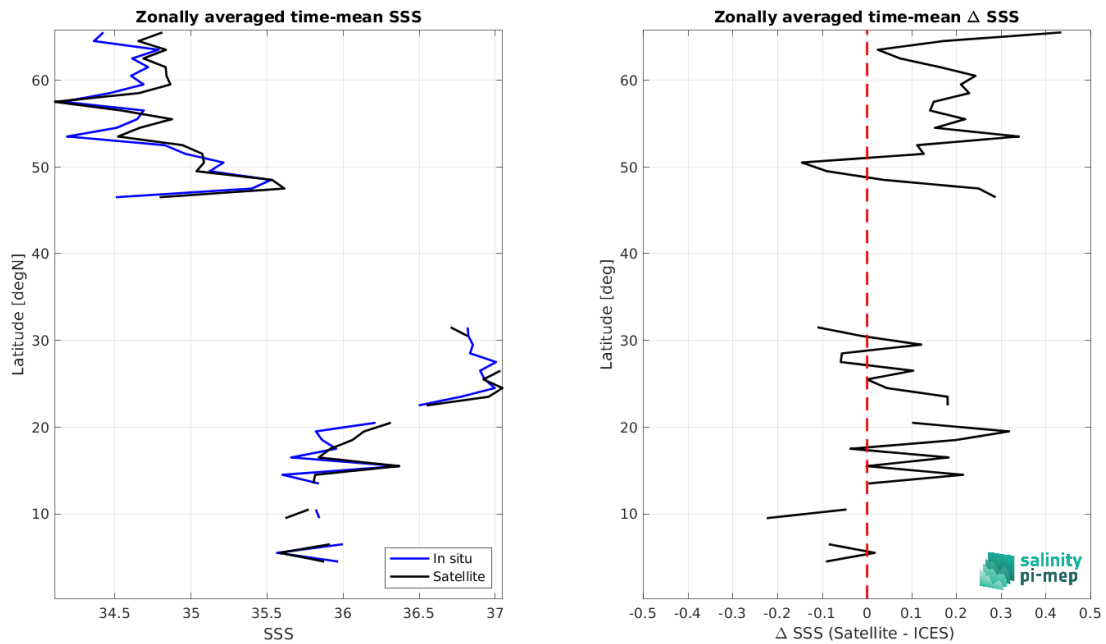 Zonally averaged time-mean SSS
60
50
40
30
20
10
Latitude [degN]
34.5
35
35.5
36
36.5
37
SSS
In situ
Satellite
Zonally averaged time-mean Δ SSS
60
50
40
30
20
10
Latitude [deg]
-0.5
-0.4
-0.3
-0.2
-0.1
0
0.1
0.2
0.3
0.4
0.5
Δ SSS (Satellite - ICES)
salinity
pi-mep